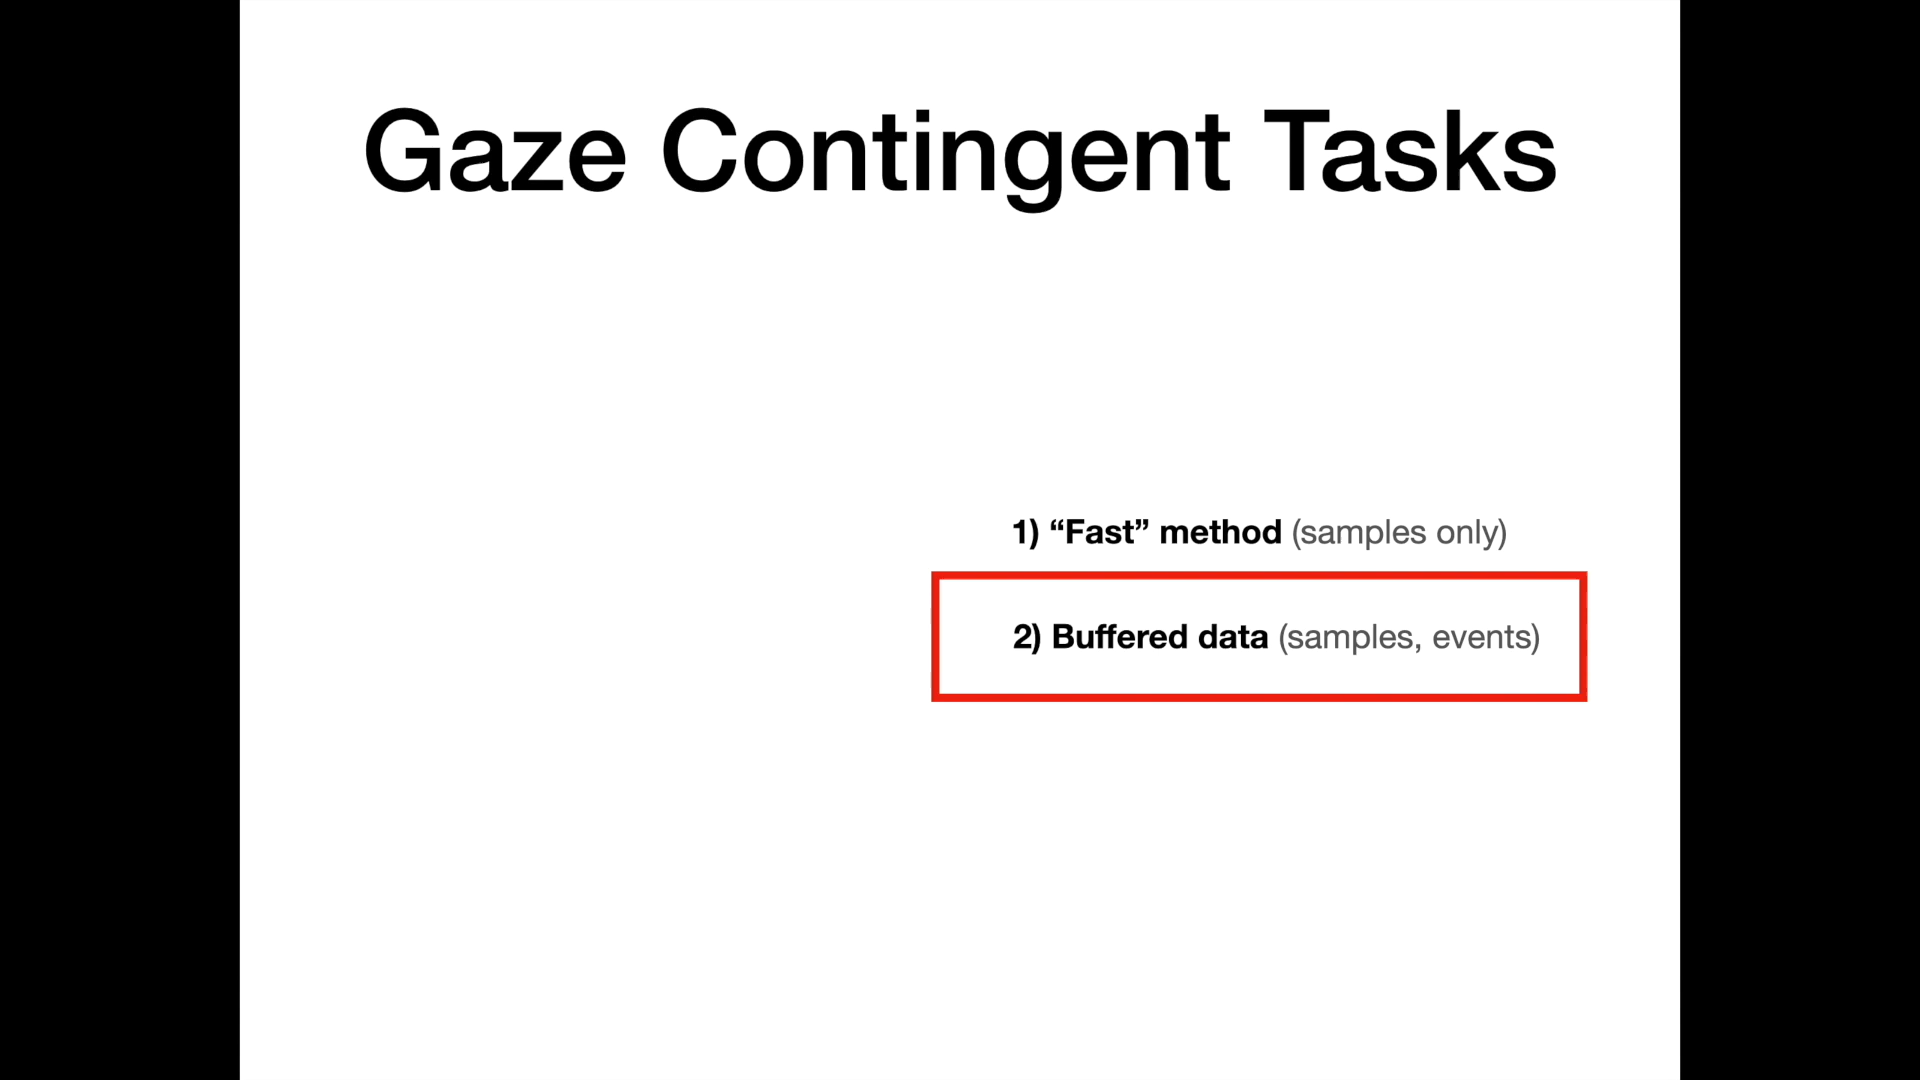 Gaze Contingent Tasks
1) “Fast” method (samples only)
2) Buffered data (samples, events)